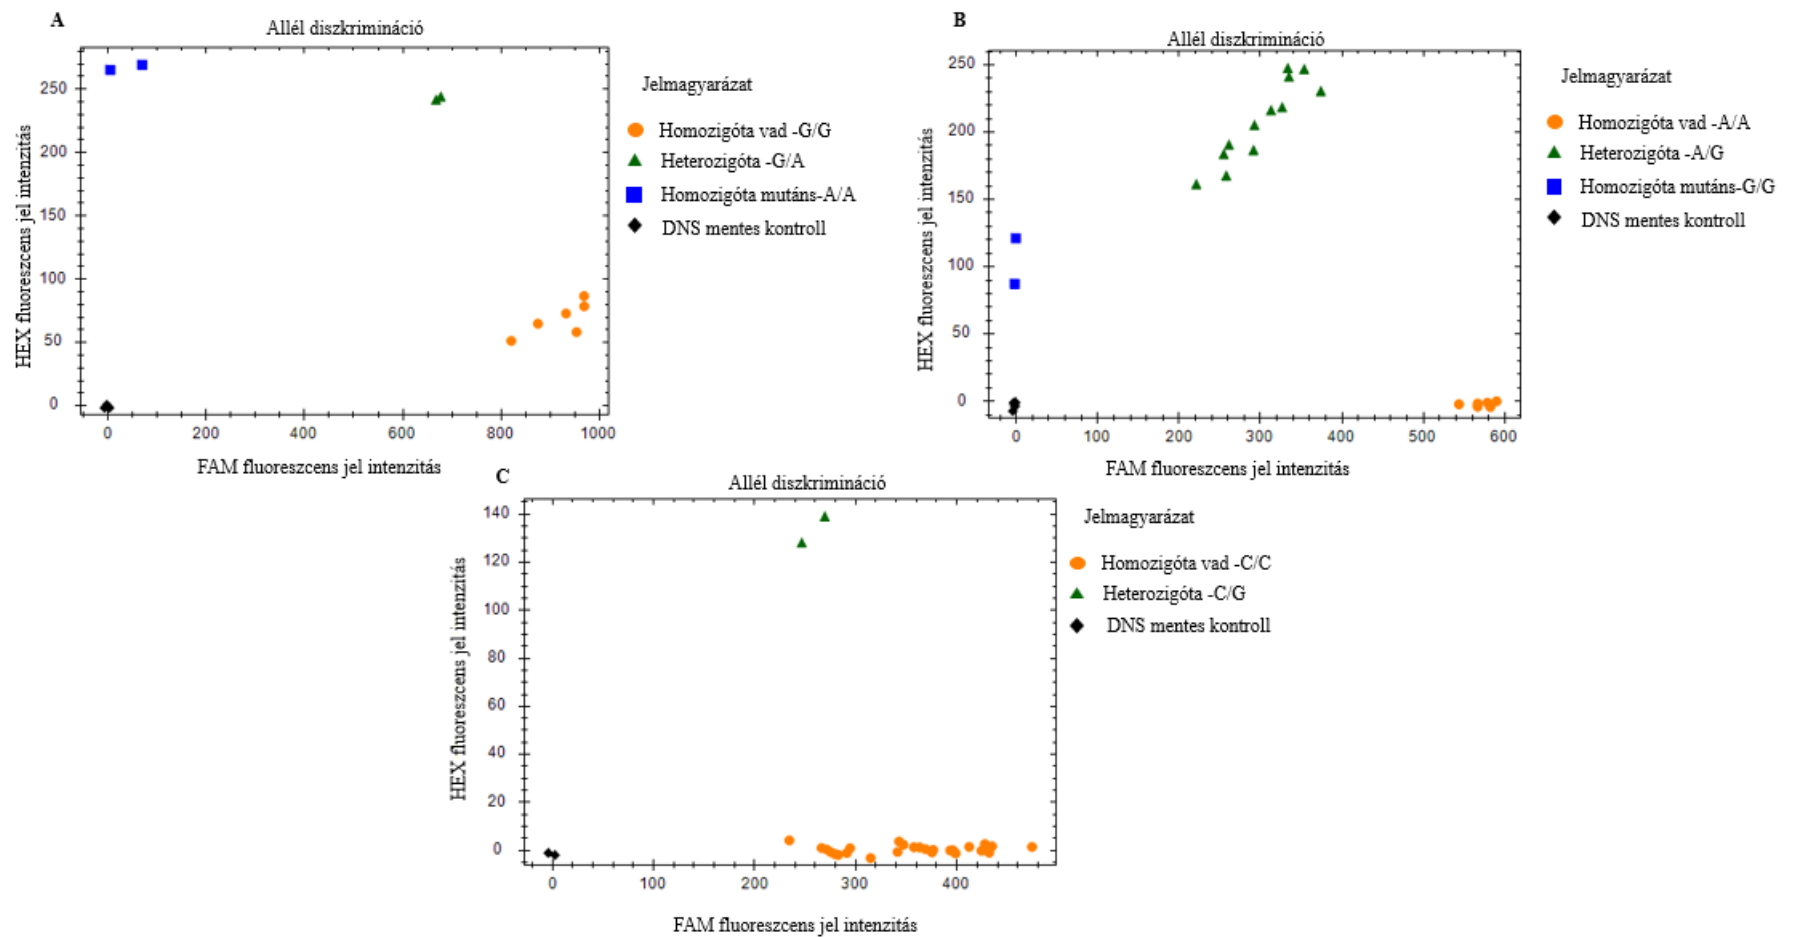 A
Allél diszkrimináció
HEX fluoreszcens jel intenzitás
250
200
150
100
50
0
0 200 400 600 800 1000
FAM fluoreszcens jel intenzitás
Jelmagyarázat
Homozigóta vad -G/G
Heterozigóta -G/A
Homozigóta mutáns-A/A
DNS mentes kontroll
B
Allél diszkrimináció
HEX fluoreszcens jel intenzitás
250
200
150
100
50
0
0 100 200 300 400 500 600
FAM fluoreszcens jel intenzitás
Jelmagyarázat
Homozigóta vad -A/A
Heterozigóta -A/G
Homozigóta mutáns-G/G
DNS mentes kontroll
C
Allél diszkrimináció
HEX fluoreszcens jel intenzitás
140
120
100
80
60
40
20
0
0 100 200 300 400
FAM fluoreszcens jel intenzitás
Jelmagyarázat
Homozigóta vad -C/C
Heterozigóta -C/G
DNS mentes kontroll